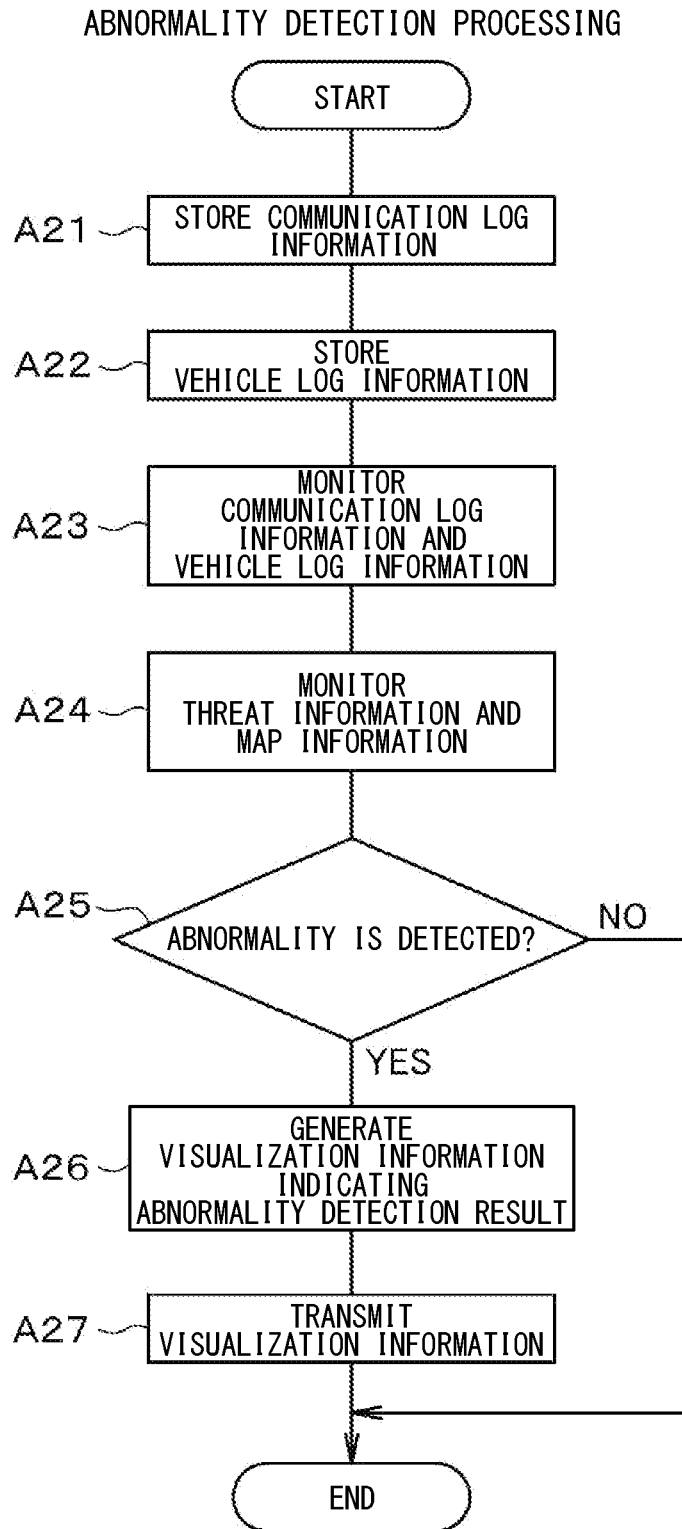 ABNORMALITY DETECTION PROCESSING
START
A21
STORE COMMUNICATION LOG
INFORMATION
A22
STORE
VEHICLE LOG INFORMATION
A23
MONITOR
COMMUNICATION LOG
INFORMATION AND
VEHICLE LOG INFORMATION
A24
MONITOR
THREAT INFORMATION AND
MAP INFORMATION
A25
ABNORMALITY IS DETECTED?
NO
YES
A26
GENERATE
VISUALIZATION INFORMATION
INDICATING
ABNORMALITY DETECTION RESULT
A27
TRANSMIT
VISUALIZATION INFORMATION
END